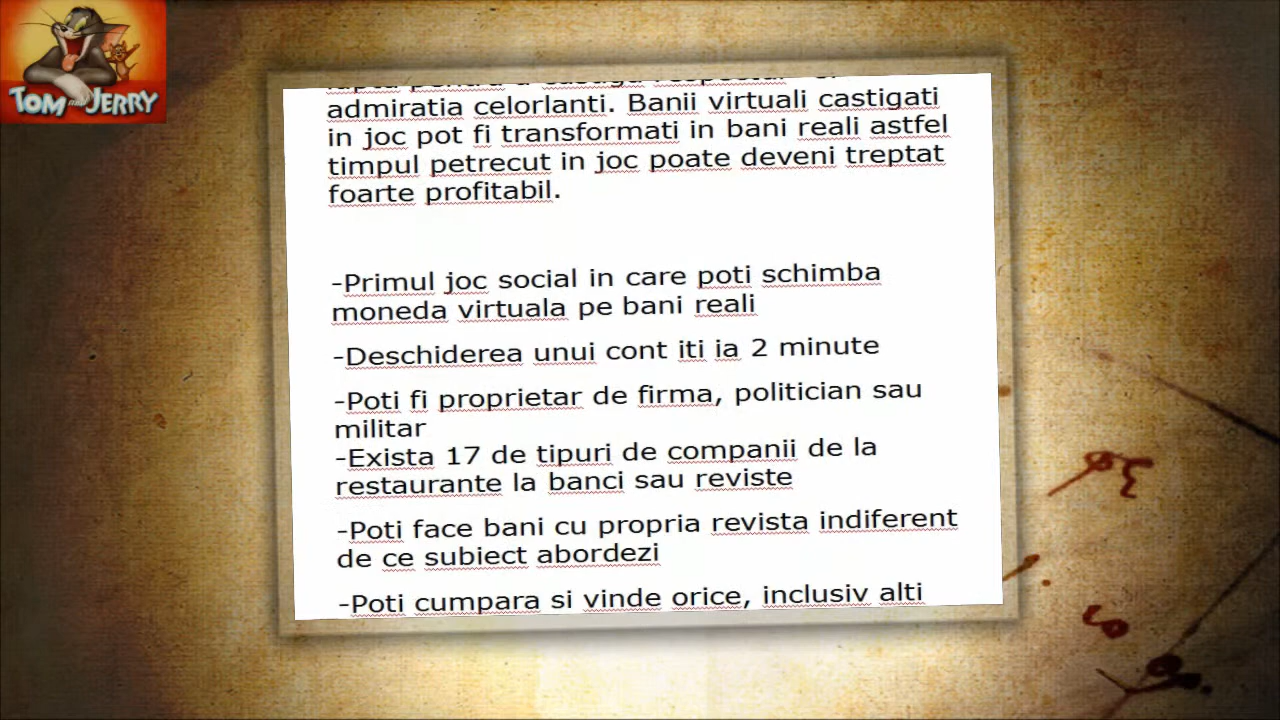 TOM and JERRY
admiratia celorlanti. Banii virtuali castigati
in joc pot fi transformati in bani reali astfel
timpul petrecut in joc poate deveni treptat
foarte profitabil.
-Primul joc social in care poti schimba
moneda virtuala pe bani reali
-Deschiderea unui cont iti ia 2 minute
-Poti fi proprietar de firma, politician sau
militar
-Exista 17 de tipuri de companii de la
restaurante la banci sau reviste
-Poti face bani cu propria revista indiferent
de ce subiect abordezi
-Poti cumpara si vinde orice, inclusiv alti